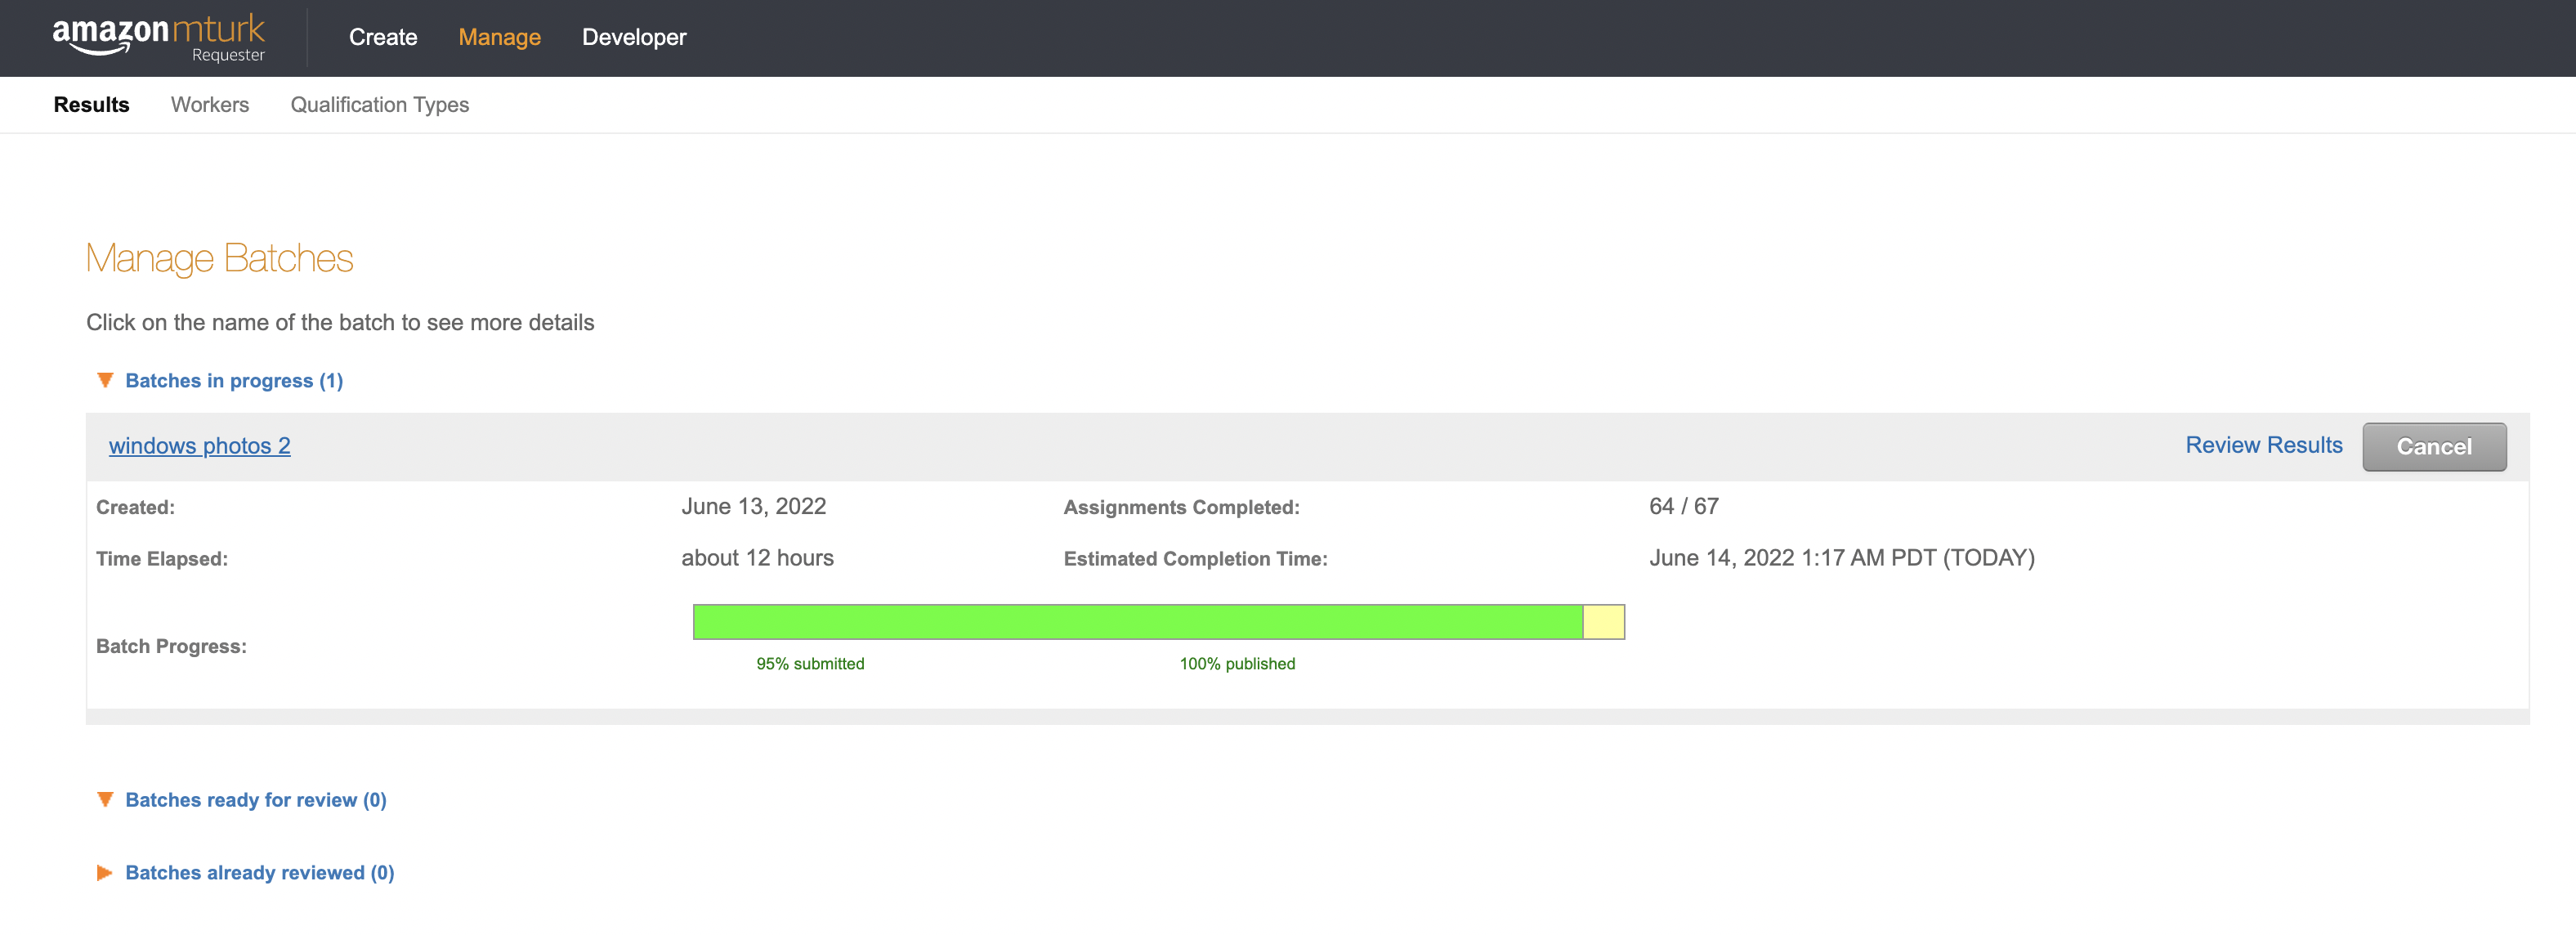 amazonmturk
Requester
Create Manage Developer
Results Workers Qualification Types
Manage Batches
Click on the name of the batch to see more details
Batches in progress (1)
windows photos 2 Review Results Cancel
Created: June 13, 2022 Assignments Completed: 64 / 67
Time Elapsed: about 12 hours Estimated Completion Time: June 14, 2022 1:17 AM PDT (TODAY)
Batch Progress:
95% submitted 100% published
Batches ready for review (0)
Batches already reviewed (0)